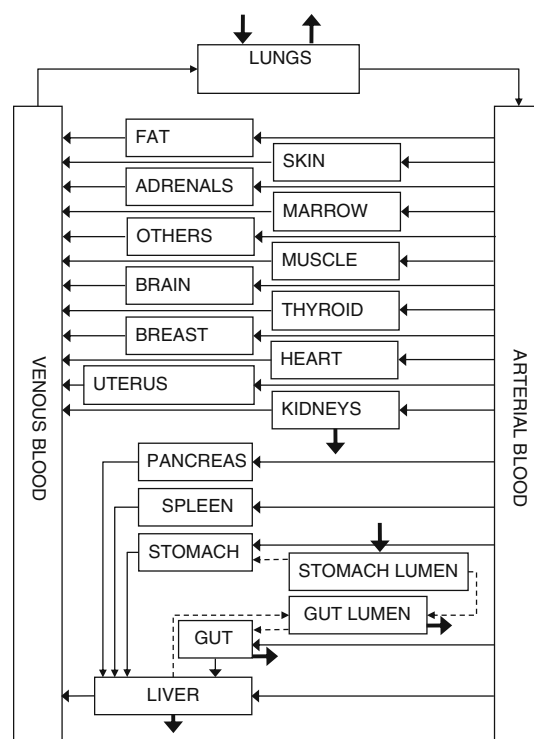 LUNGS
FAT
SKIN
ADRENALS
MARROW
OTHERS
MUSCLE
BRAIN
THYROID
BREAST
HEART
UTERUS
KIDNEYS
VENOUS BLOOD
ARTERIAL BLOOD
PANCREAS
SPLEEN
STOMACH
STOMACH LUMEN
GUT LUMEN
GUT
LIVER